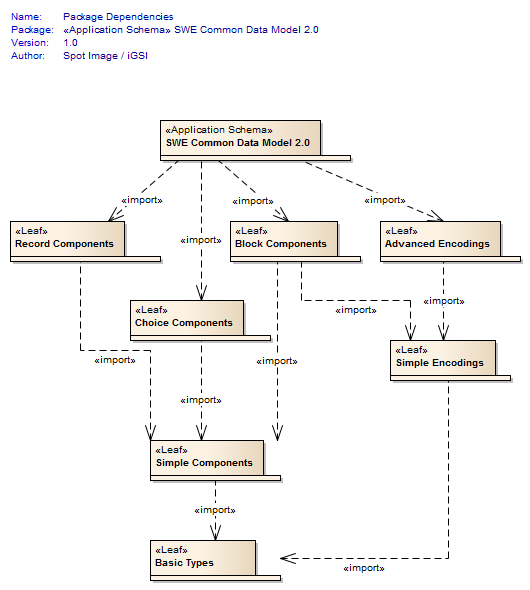 Name: Package Dependencies
Package: «Application Schema» SWE Common Data Model 2.0
Version: 1.0
Author: Spot Image / iGSI
«Application Schema»
SWE Common Data Model 2.0
«import»
«import»
«import»
«import»
«Leaf»
Record Components
«Leaf»
Block Components
«Leaf»
Advanced Encodings
«import»
«import»
«Leaf»
Choice Components
«Leaf»
Simple Encodings
«import»
«import»
«import»
«Leaf»
Simple Components
«import»
«Leaf»
Basic Types
«import»